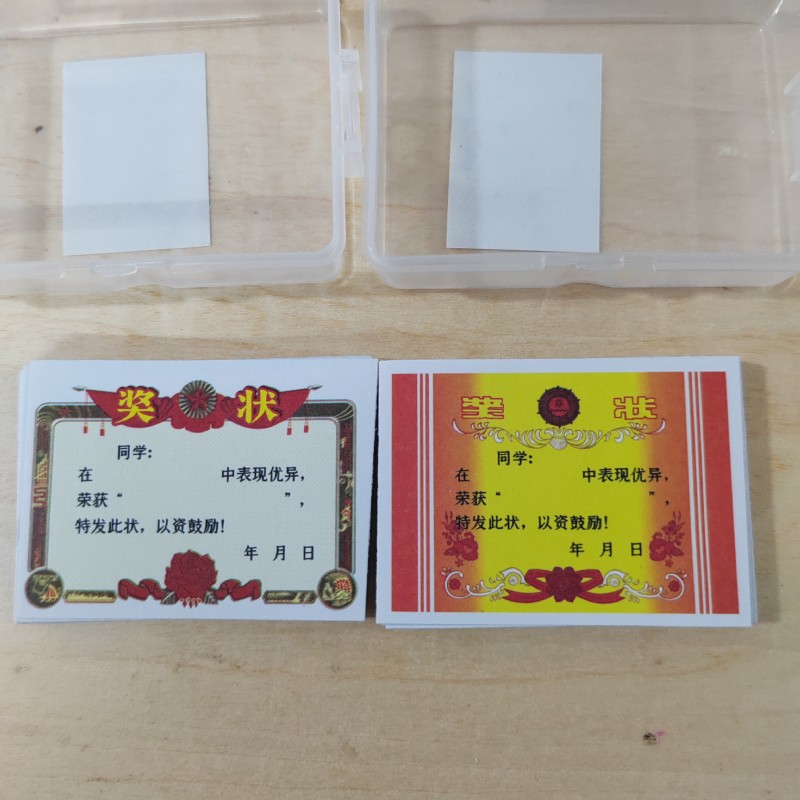 奖状
同学:
在 中表现优异,
荣获“ ”,
特发此状, 以资鼓励!
年 月 日
奖状
同学:
在 中表现优异,
荣获“ ”,
特发此状, 以资鼓励!
年 月 日